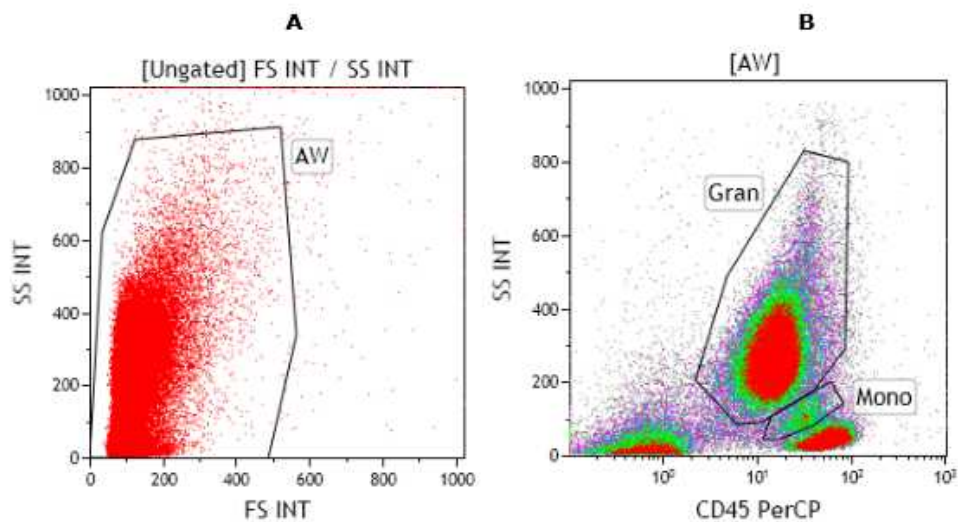 A
B
[Ungated] FS INT / SS INT
[AW]
1000
800
600
400
200
0
SS INT
AW
0
200
400
600
800
1000
FS INT
1000
800
600
400
200
0
SS INT
Gran
Mono
10⁰
10¹
10²
10³
CD45 PerCP